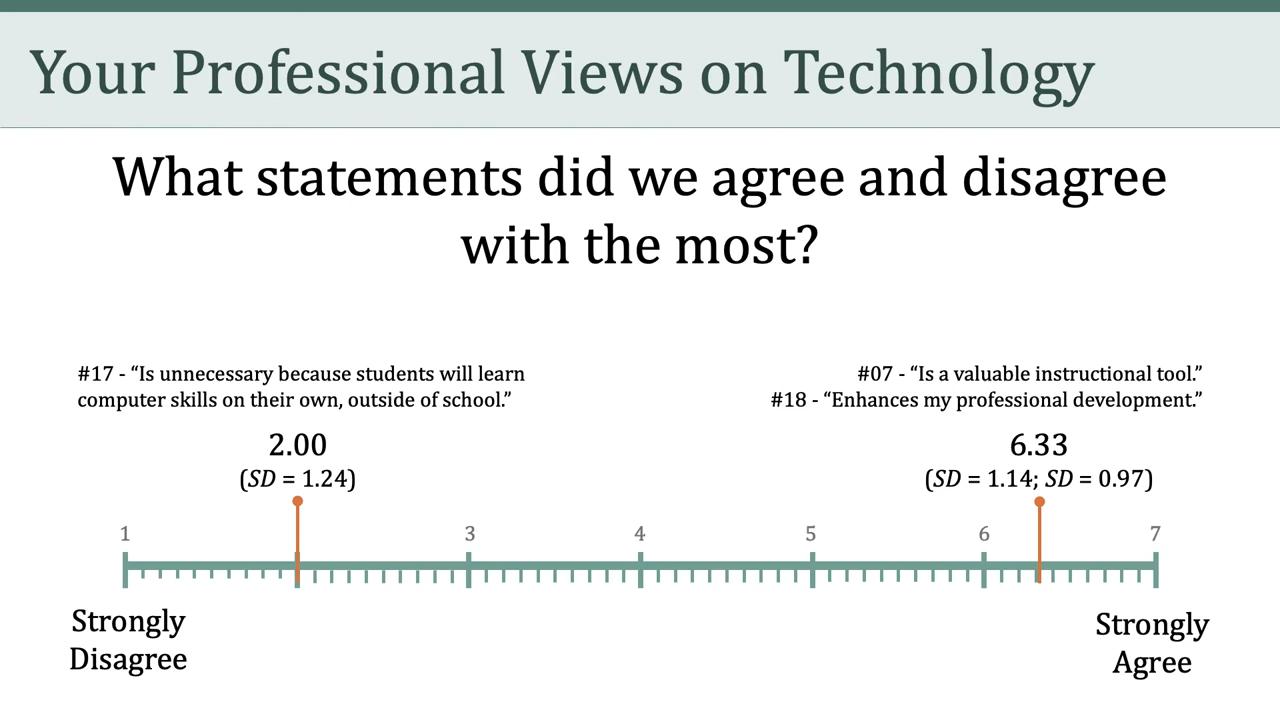 Your Professional Views on Technology
What statements did we agree and disagree
with the most?
#17 - “Is unnecessary because students will learn
computer skills on their own, outside of school.”
2.00
(SD = 1.24)
#07 - “Is a valuable instructional tool.”
#18 - “Enhances my professional development.”
6.33
(SD = 1.14; SD = 0.97)
1 3 4 5 6 7
Strongly
Disagree
Strongly
Agree